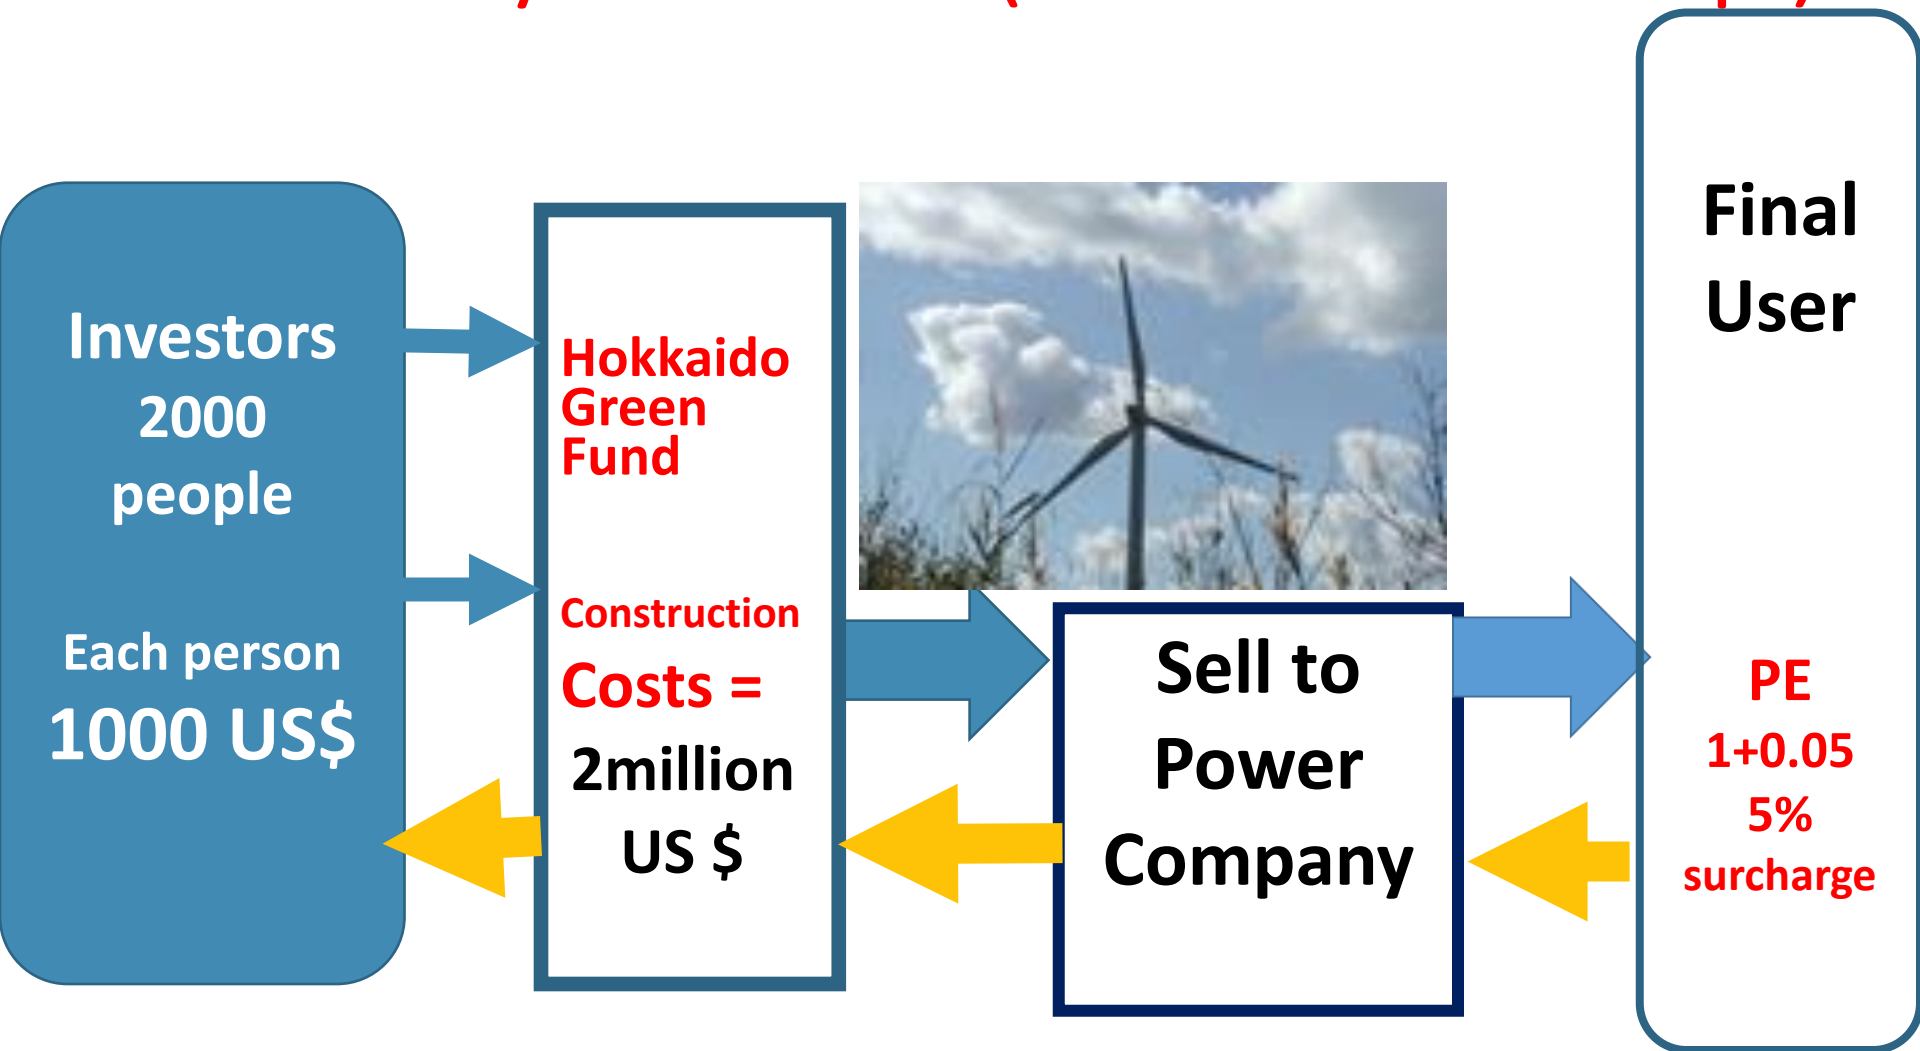 Investors
2000
people
Each person
1000 US$
Hokkaido
Green
Fund
Construction
Costs =
2million
US $
Sell to
Power
Company
Final
User
PE
1+0.05
5%
surcharge